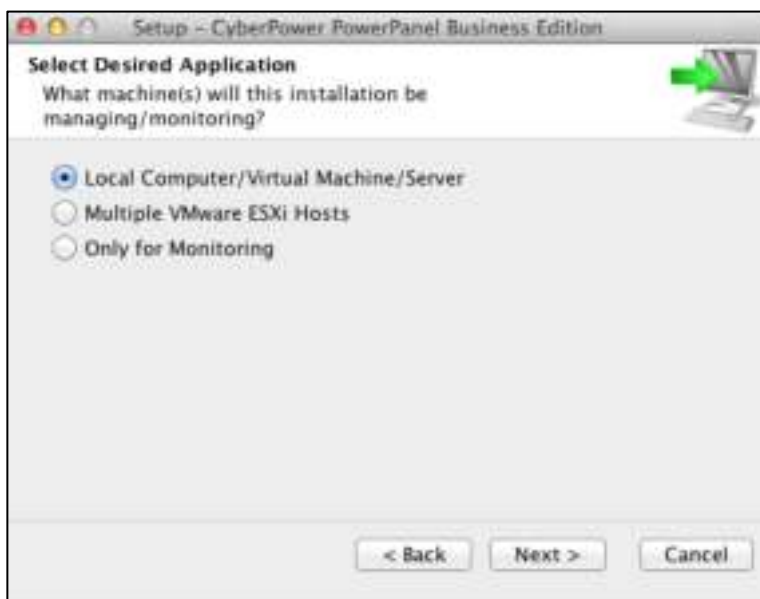 Setup – CyberPower PowerPanel Business Edition
Select Desired Application
What machine(s) will this installation be
managing/monitoring?
Local Computer/Virtual Machine/Server
Multiple VMware ESXi Hosts
Only for Monitoring
< Back
Next >
Cancel